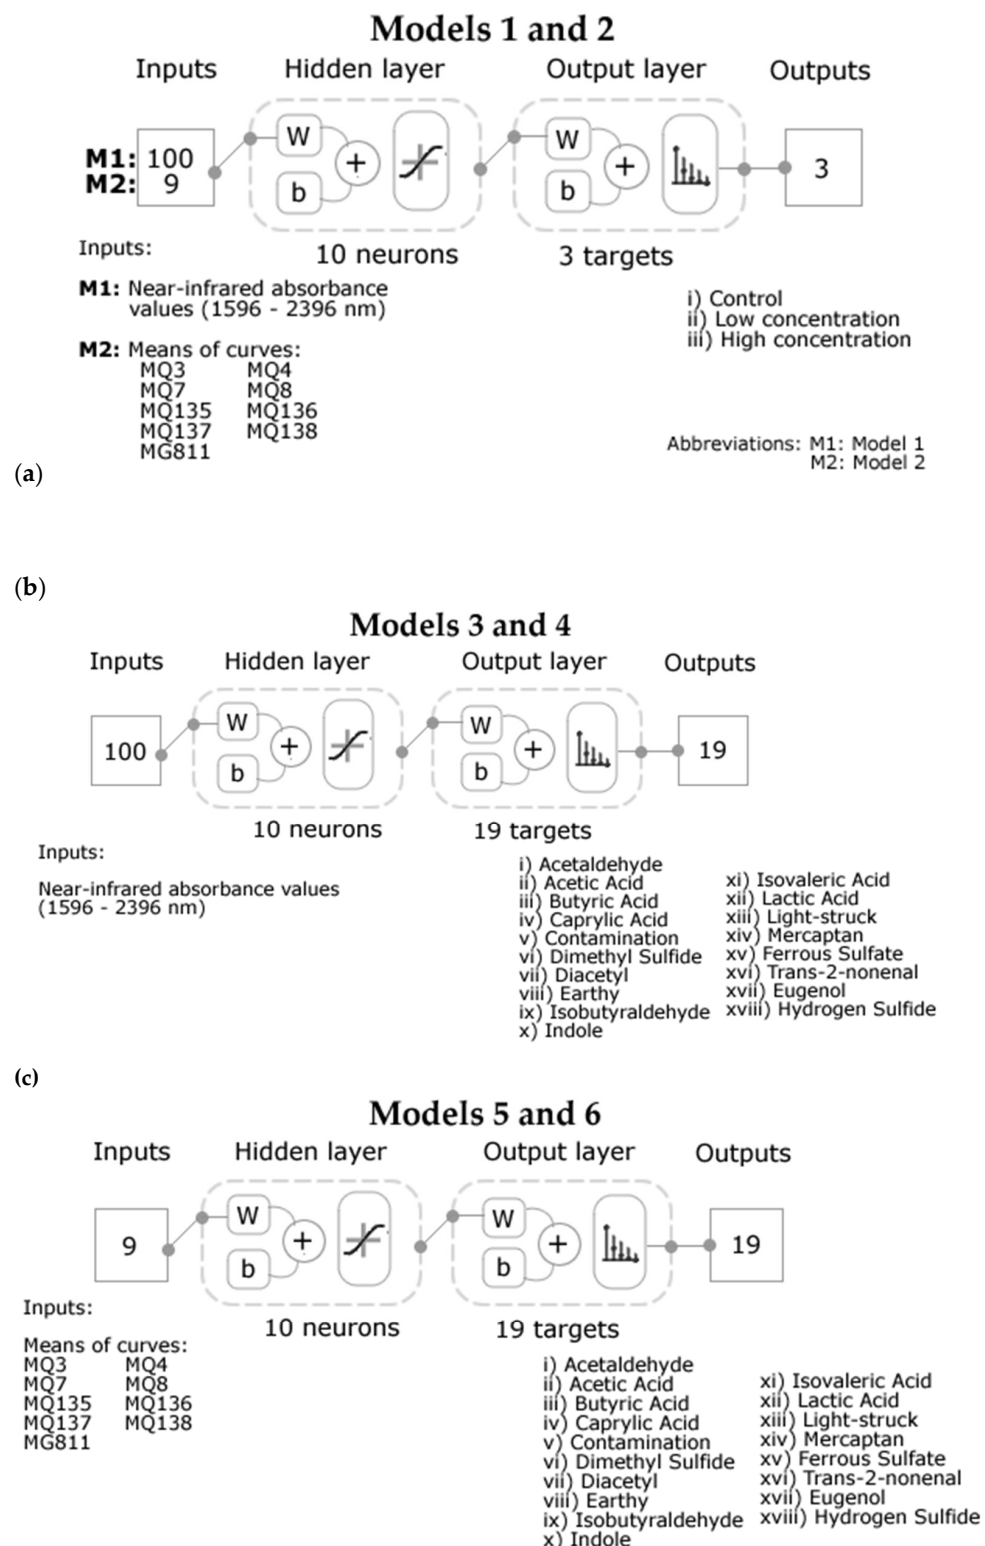 Models 1 and 2
Inputs Hidden layer Output layer Outputs
M1: 100
M2: 9
W
b
+
W
b
+
3
10 neurons
3 targets
Inputs:
M1: Near-infrared absorbance
values (1596 - 2396 nm)
M2: Means of curves:
MQ3 MQ4
MQ7 MQ8
MQ135 MQ136
MQ137 MQ138
MG811
i) Control
ii) Low concentration
iii) High concentration
Abbreviations: M1: Model 1
M2: Model 2
(a)
(b)
Models 3 and 4
Inputs Hidden layer Output layer Outputs
100
W
b
+
W
b
+
19
10 neurons
19 targets
Inputs:
Near-infrared absorbance values
(1596 - 2396 nm)
i) Acetaldehyde
ii) Acetic Acid
iii) Butyric Acid
iv) Caprylic Acid
v) Contamination
vi) Dimethyl Sulfide
vii) Diacetyl
viii) Earthy
ix) Isobutyraldehyde
x) Indole
xi) Isovaleric Acid
xii) Lactic Acid
xiii) Light-struck
xiv) Mercaptan
xv) Ferrous Sulfate
xvi) Trans-2-nonenal
xvii) Eugenol
xviii) Hydrogen Sulfide
(c)
Models 5 and 6
Inputs Hidden layer Output layer Outputs
9
W
b
+
W
b
+
19
10 neurons
19 targets
Inputs:
Means of curves:
MQ3 MQ4
MQ7 MQ8
MQ135 MQ136
MQ137 MQ138
MG811
i) Acetaldehyde
ii) Acetic Acid
iii) Butyric Acid
iv) Caprylic Acid
v) Contamination
vi) Dimethyl Sulfide
vii) Diacetyl
viii) Earthy
ix) Isobutyraldehyde
x) Indole
xi) Isovaleric Acid
xii) Lactic Acid
xiii) Light-struck
xiv) Mercaptan
xv) Ferrous Sulfate
xvi) Trans-2-nonenal
xvii) Eugenol
xviii) Hydrogen Sulfide